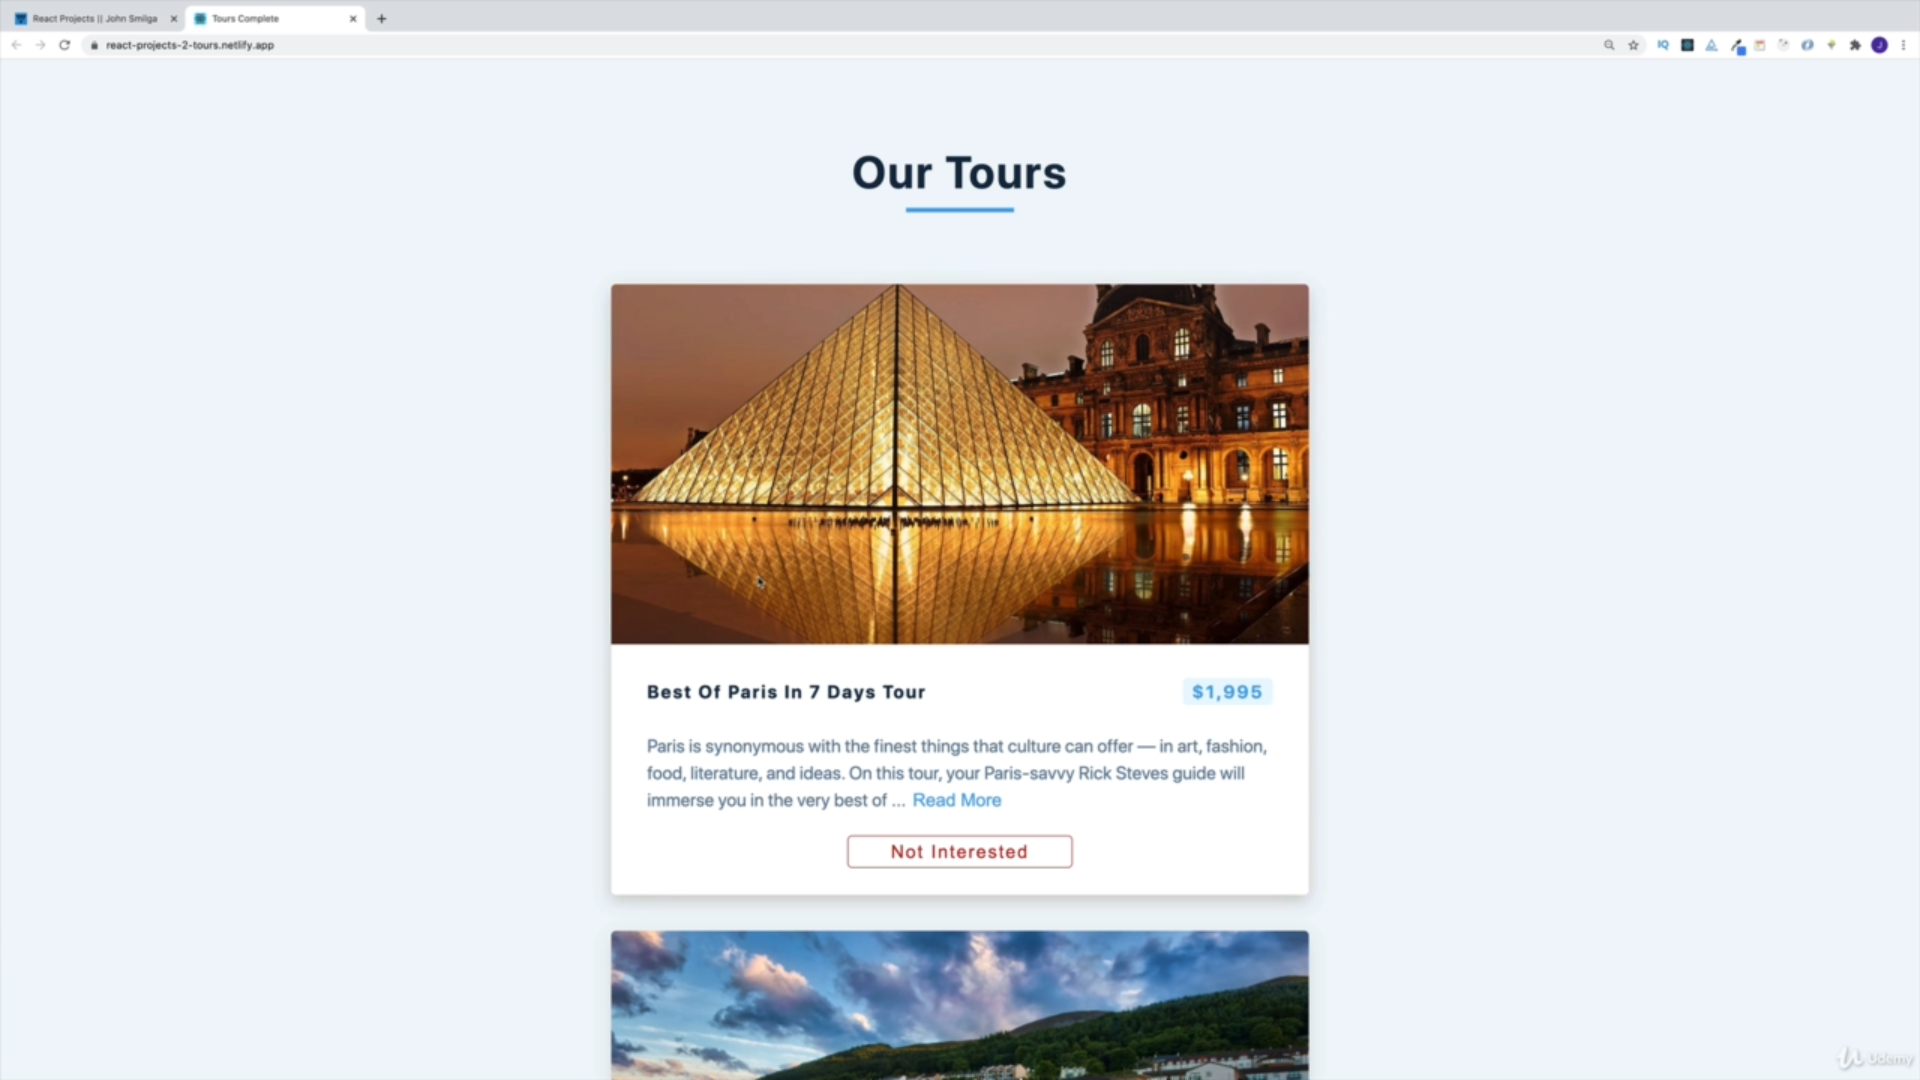 React Projects || John Smilga
Tours Complete
react-projects-2-tours.netlify.app
IQ
J
Our Tours
Best Of Paris In 7 Days Tour
$1,995
Paris is synonymous with the finest things that culture can offer — in art, fashion,
food, literature, and ideas. On this tour, your Paris-savvy Rick Steves guide will
immerse you in the very best of ... Read More
Not Interested
Udemy